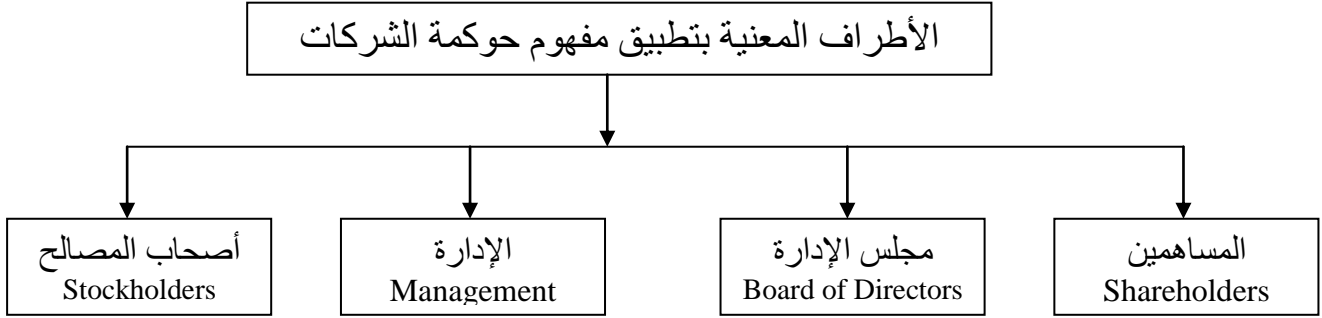 الأطراف المعنية بتطبيق مفهوم حوكمة الشركات
المساهمين
Shareholders
مجلس الإدارة
Board of Directors
الإدارة
Management
أصحاب المصالح
Stockholders